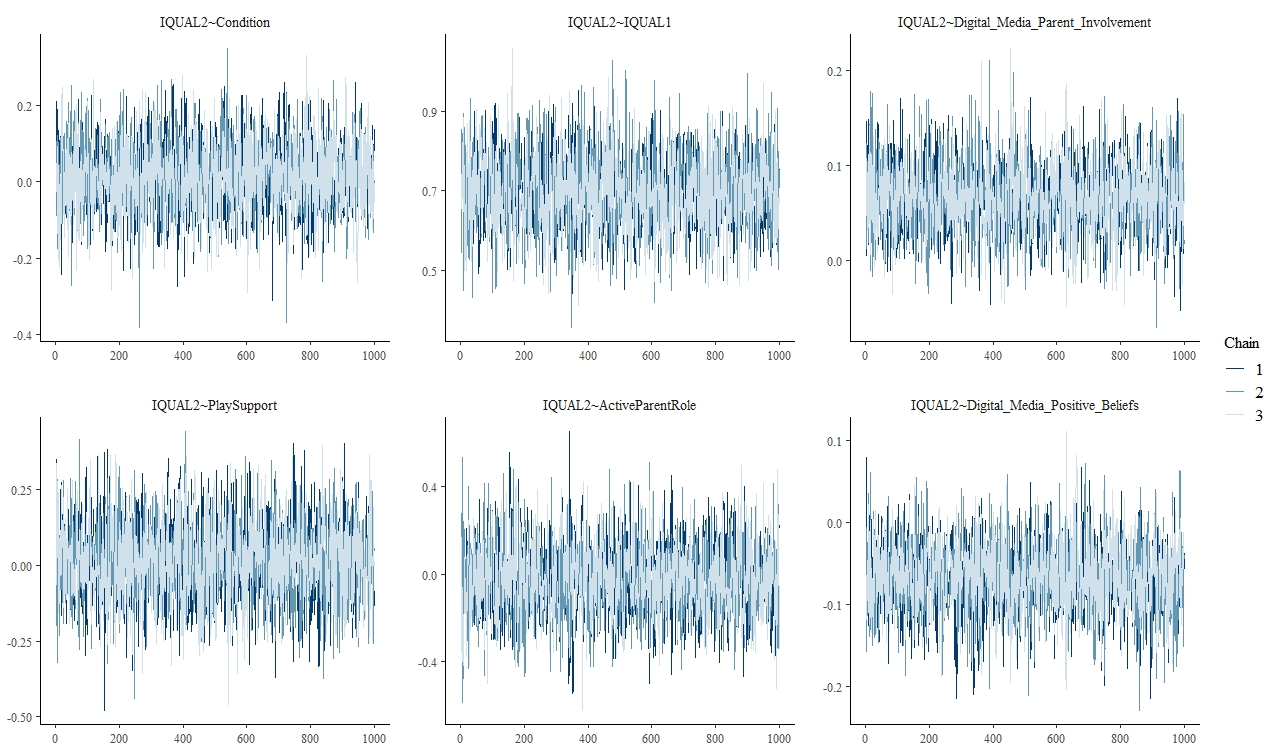 IQUAL2~Condition
IQUAL2~IQUAL1
IQUAL2~Digital_Media_Parent_Involvement
0.2
0.0
-0.2
-0.4
0 200 400 600 800 1000
0.9
0.7
0.5
0 200 400 600 800 1000
0.2
0.1
0.0
0 200 400 600 800 1000
Chain
1
2
3
IQUAL2~PlaySupport
IQUAL2~ActiveParentRole
IQUAL2~Digital_Media_Positive_Beliefs
0.25
0.00
-0.25
-0.50
0 200 400 600 800 1000
0.4
0.0
-0.4
0 200 400 600 800 1000
0.1
0.0
-0.1
-0.2
0 200 400 600 800 1000